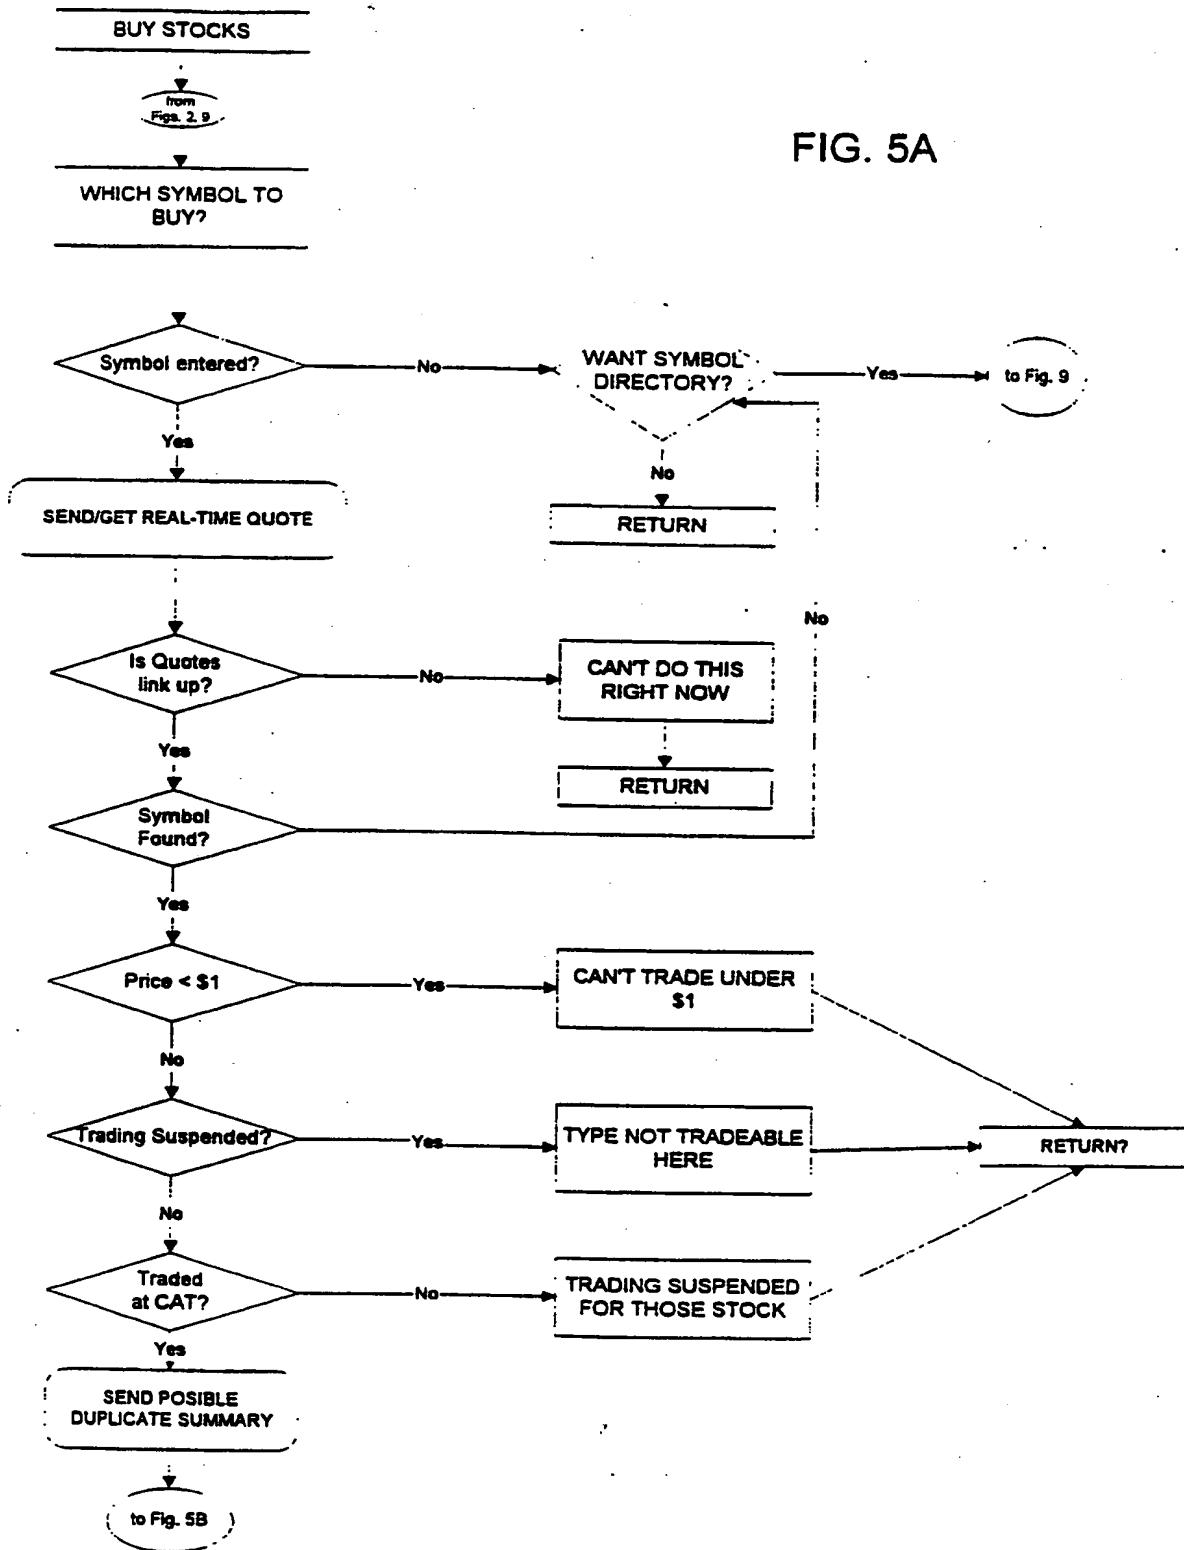 BUY STOCKS
from
Figs. 2, 9
FIG. 5A
WHICH SYMBOL TO
BUY?
Symbol entered?
No
WANT SYMBOL
DIRECTORY?
Yes
to Fig. 9
Yes
No
SEND/GET REAL-TIME QUOTE
RETURN
No
Is Quotes
link up?
No
CAN'T DO THIS
RIGHT NOW
Yes
RETURN
Symbol
Found?
Yes
Price < $1
Yes
CAN'T TRADE UNDER
$1
No
Trading Suspended?
Yes
TYPE NOT TRADEABLE
HERE
RETURN?
No
Traded
at CAT?
No
TRADING SUSPENDED
FOR THOSE STOCK
Yes
SEND POSIBLE
DUPLICATE SUMMARY
to Fig. 5B